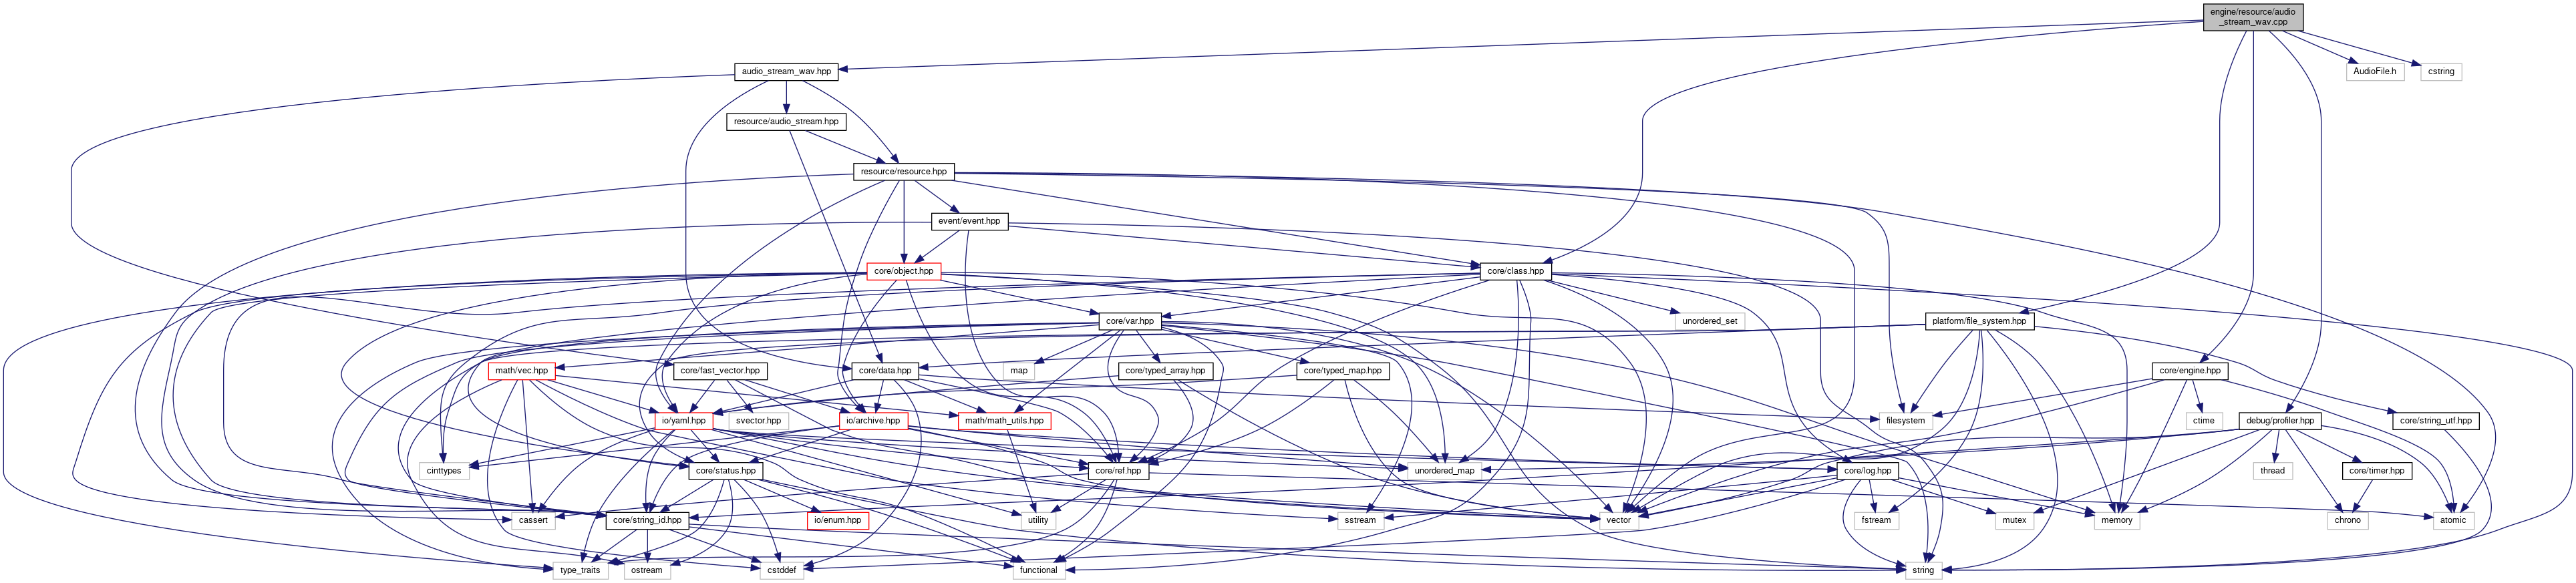 engine/resource/audio
_stream_wav.cpp
audio_stream_wav.hpp
AudioFile.h
cstring
resource/audio_stream.hpp
resource/resource.hpp
event/event.hpp
core/object.hpp
core/class.hpp
core/var.hpp
unordered_set
platform/file_system.hpp
math/vec.hpp
core/fast_vector.hpp
core/data.hpp
map
core/typed_array.hpp
core/typed_map.hpp
core/engine.hpp
io/yaml.hpp
svector.hpp
io/archive.hpp
math/math_utils.hpp
filesystem
ctime
debug/profiler.hpp
core/string_utf.hpp
cinttypes
core/status.hpp
core/ref.hpp
unordered_map
core/log.hpp
thread
core/timer.hpp
cassert
core/string_id.hpp
io/enum.hpp
utility
sstream
vector
fstream
mutex
memory
chrono
atomic
type_traits
ostream
cstddef
functional
string